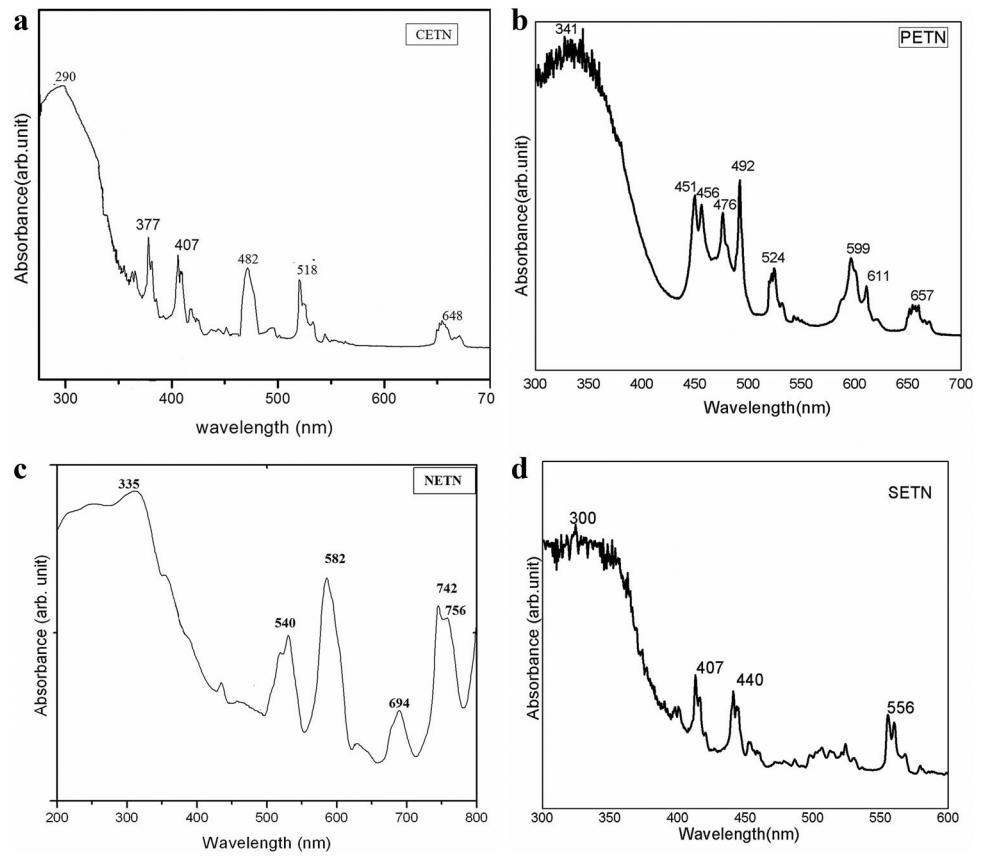 a
CETN
290
377
407
482
518
648
Absorbance(arb.unit)
300 400 500 600 70
wavelength (nm)
b
PETN
341
451
456
476
492
524
599
611
657
Absorbance(arb.unit)
300 350 400 450 500 550 600 650 700
Wavelength(nm)
c
NETN
335
540
582
694
742
756
Absorbance (arb. unit)
200 300 400 500 600 700 800
Wavelength (nm)
d
SETN
300
407
440
556
Absorbance (arb.unit)
300 350 400 450 500 550 600
Wavelength(nm)